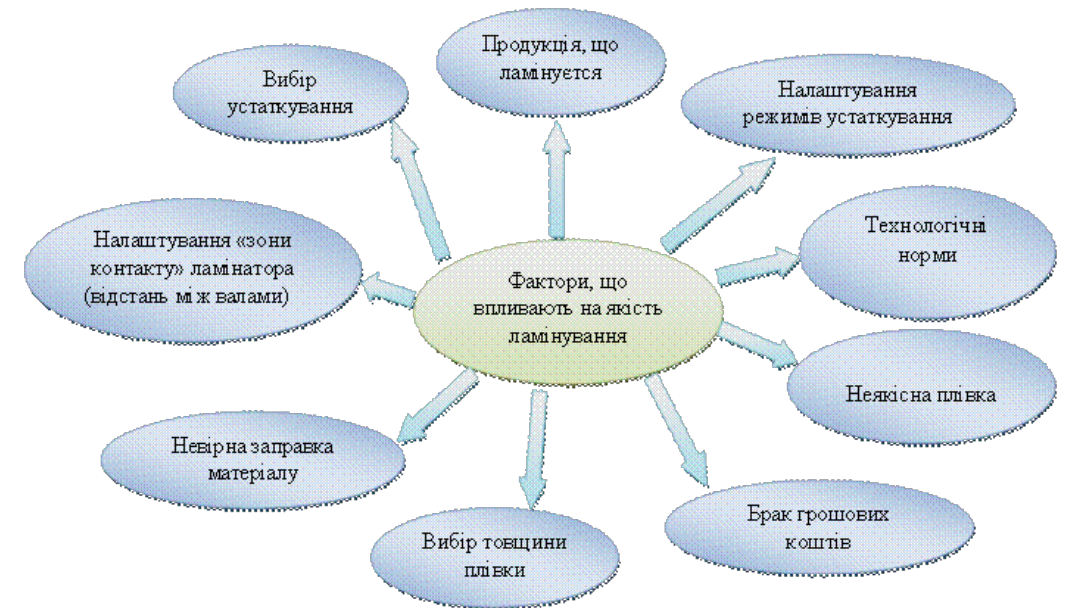 Продукція, що
ламінуєтся
Вибір
устаткування
Налаштування
режимів устаткування
Налаштування «зони
контакту» ламінатора
(відстань між валами)
Технологічні
норми
Фактори, що
впливають на якість
ламінування
Неякісна плівка
Невірна заправка
матеріалу
Брак грошових
коштів
Вибір товщини
плівки